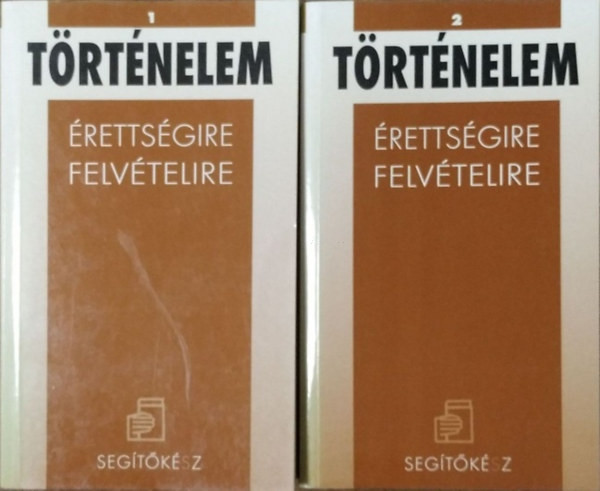 1
TÖRTÉNELEM
ÉRETTSÉGIRE
FELVÉTELIRE
SEGÍTŐKÉSZ
2
TÖRTÉNELEM
ÉRETTSÉGIRE
FELVÉTELIRE
SEGÍTŐKÉSZ